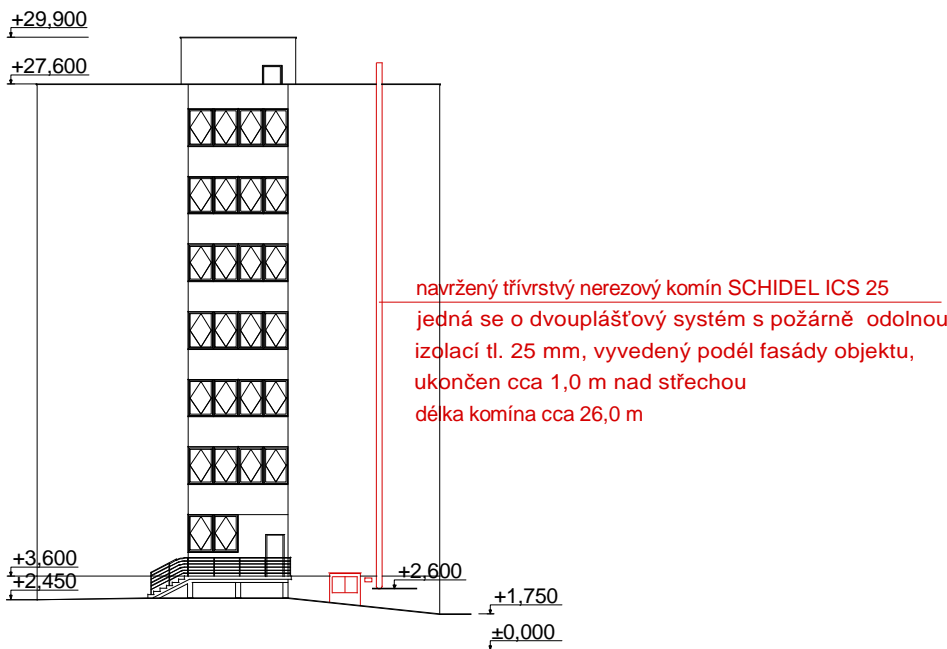 +29,900
+27,600
navržený třívrstvý nerezový komín SCHIDEL ICS 25
jedná se o dvouplášťový systém s požárně odolnou
izolací tl. 25 mm, vyvedený podél fasády objektu,
ukončen cca 1,0 m nad střechou
délka komína cca 26,0 m
+3,600
+2,450
+2,600
+1,750
±0,000